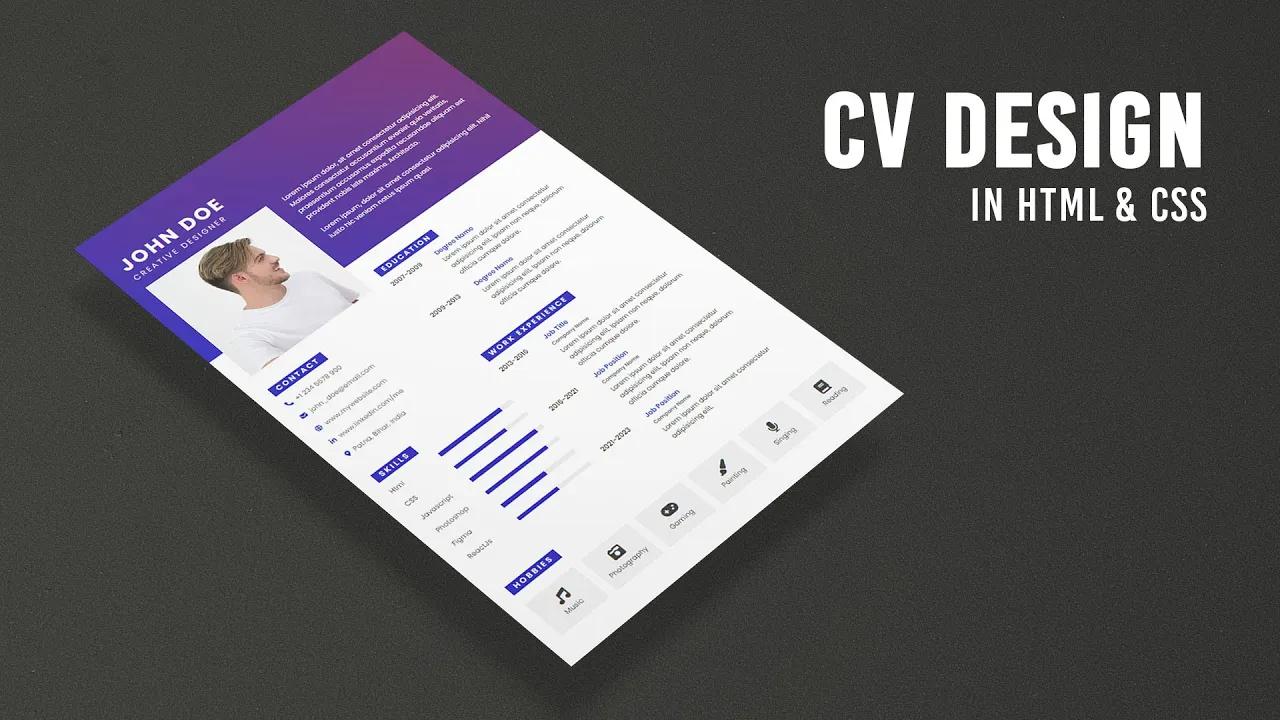 CV DESIGN
IN HTML & CSS
JOHN DOE
CREATIVE DESIGNER
Lorem ipsum dolor, sit amet consectetur adipisicing elit.
Maiores consectetur accusantium eveniet quia veritatis,
praesentium accusamus expedita recusandae aliquam est
provident nobis iste maxime. Architecto.
Lorem ipsum, dolor sit amet consectetur adipisicing elit. Nihil
iusto hic veniam natus ipsum quasi.
CONTACT
+1 234 5678 900
john_doe@email.com
www.mywebsite.com
www.linkedin.com/me
Patna, Bihar, India
SKILLS
Html
CSS
Javascript
Photoshop
Figma
ReactJs
EDUCATION
2007-2009
Degree Name
Lorem ipsum dolor sit amet consectetur
adipisicing elit. Ipsam non neque, dolorum
officia cumque dolore.
2009-2013
Degree Name
Lorem ipsum dolor sit amet consectetur
adipisicing elit. Ipsam non neque, dolorum
officia cumque dolore.
WORK EXPERIENCE
2013-2016
Job Title
Company Name
Lorem ipsum dolor sit amet consectetur
adipisicing elit. Ipsam non neque, dolorum
officia cumque dolore.
2016-2021
Job Position
Company Name
Lorem ipsum dolor sit amet consectetur
adipisicing elit. Ipsam non neque, dolorum
officia cumque dolore.
2021-2023
Job Position
Company Name
Lorem ipsum dolor sit amet consectetur
adipisicing elit.
HOBBIES
Music
Photography
Gaming
Painting
Singing
Reading